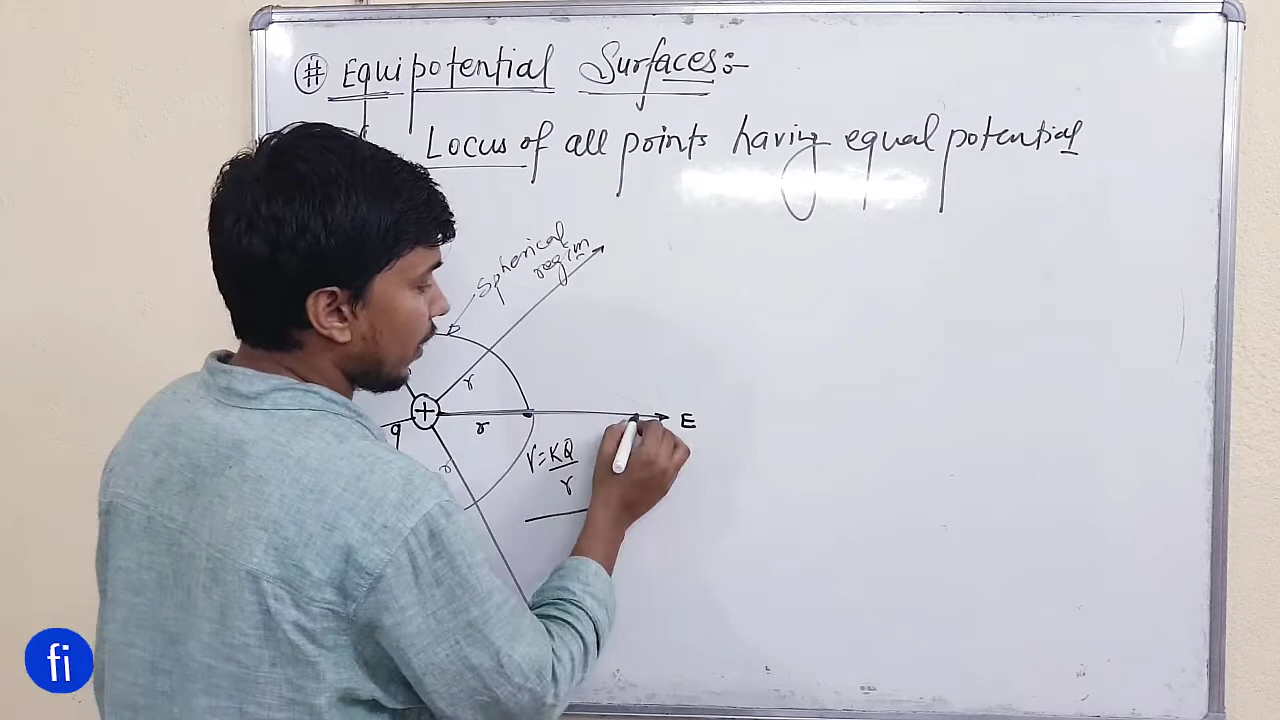 # Equipotential Surfaces:-
Locus of all points having equal potential
Spherical
region
r
+
r
E
q
r
V=KQ/r
fi